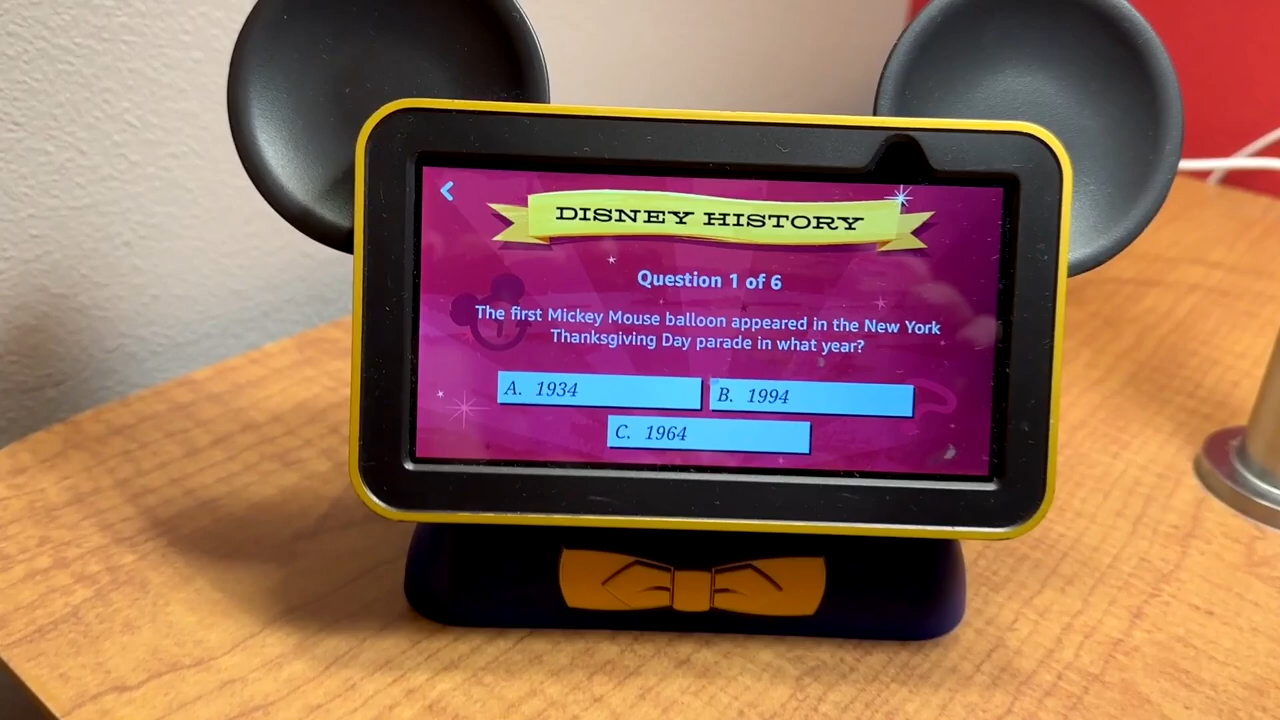 DISNEY HISTORY
Question 1 of 6
The first Mickey Mouse balloon appeared in the New York
Thanksgiving Day parade in what year?
A. 1934
B. 1994
C. 1964